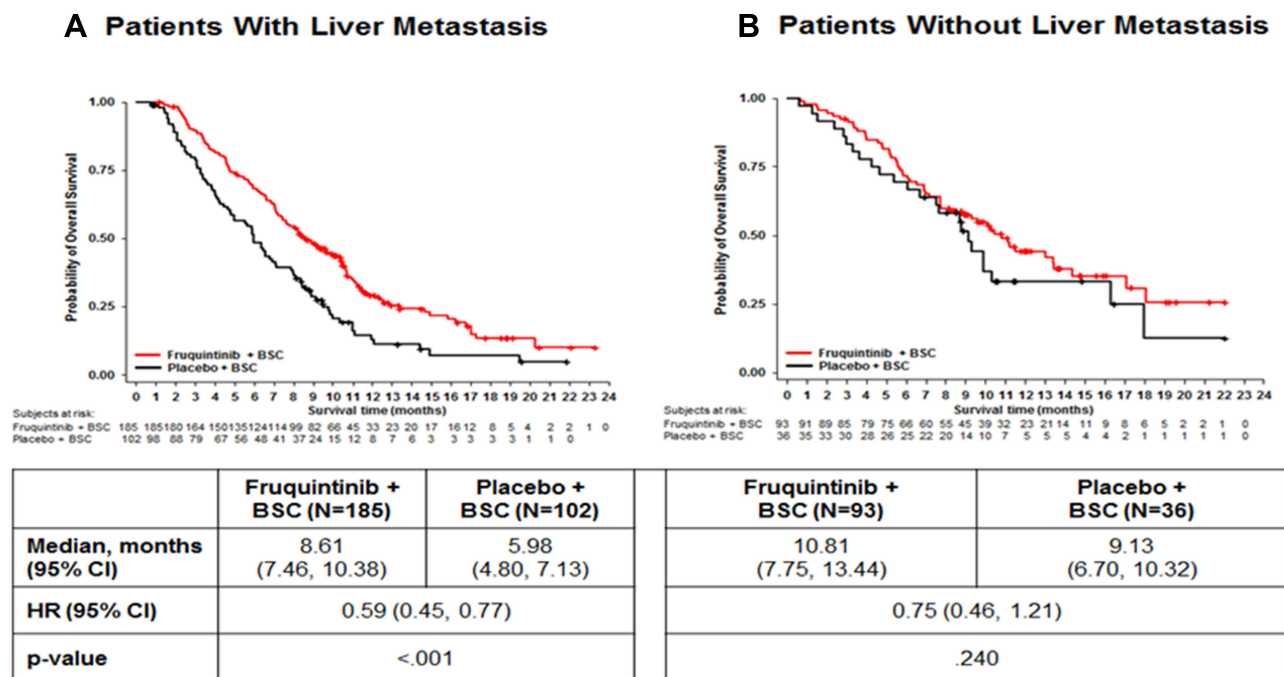 A Patients With Liver Metastasis
1.00
0.75
0.50
0.25
0.00
Probability of Overall Survival
Fruquintinib + BSC
Placebo + BSC
0 1 2 3 4 5 6 7 8 9 10 11 12 13 14 15 16 17 18 19 20 21 22 23 24
Survival time (months)
Subjects at risk:
Fruquintinib + BSC 185 185 180 164 150 135 124 114 99 82 66 45 33 23 20 17 16 12 8 5 4 2 2 1 0
Placebo + BSC 102 98 88 79 67 56 48 41 37 24 15 12 8 7 6 3 3 3 3 3 1 1 0
B Patients Without Liver Metastasis
1.00
0.75
0.50
0.25
0.00
Probability of Overall Survival
Fruquintinib + BSC
Placebo + BSC
0 1 2 3 4 5 6 7 8 9 10 11 12 13 14 15 16 17 18 19 20 21 22 23 24
Survival time (months)
Subjects at risk:
Fruquintinib + BSC 93 91 89 85 79 75 66 60 55 45 39 32 23 21 14 11 9 8 6 5 2 2 1 0
Placebo + BSC 36 35 33 30 28 26 25 22 20 14 10 7 5 5 5 4 4 2 1 1 1 1 1 0
Fruquintinib + BSC (N=185) Placebo + BSC (N=102) Fruquintinib + BSC (N=93) Placebo + BSC (N=36)
Median, months (95% CI) 8.61 (7.46, 10.38) 5.98 (4.80, 7.13) 10.81 (7.75, 13.44) 9.13 (6.70, 10.32)
HR (95% CI) 0.59 (0.45, 0.77) 0.75 (0.46, 1.21)
p-value <.001 .240